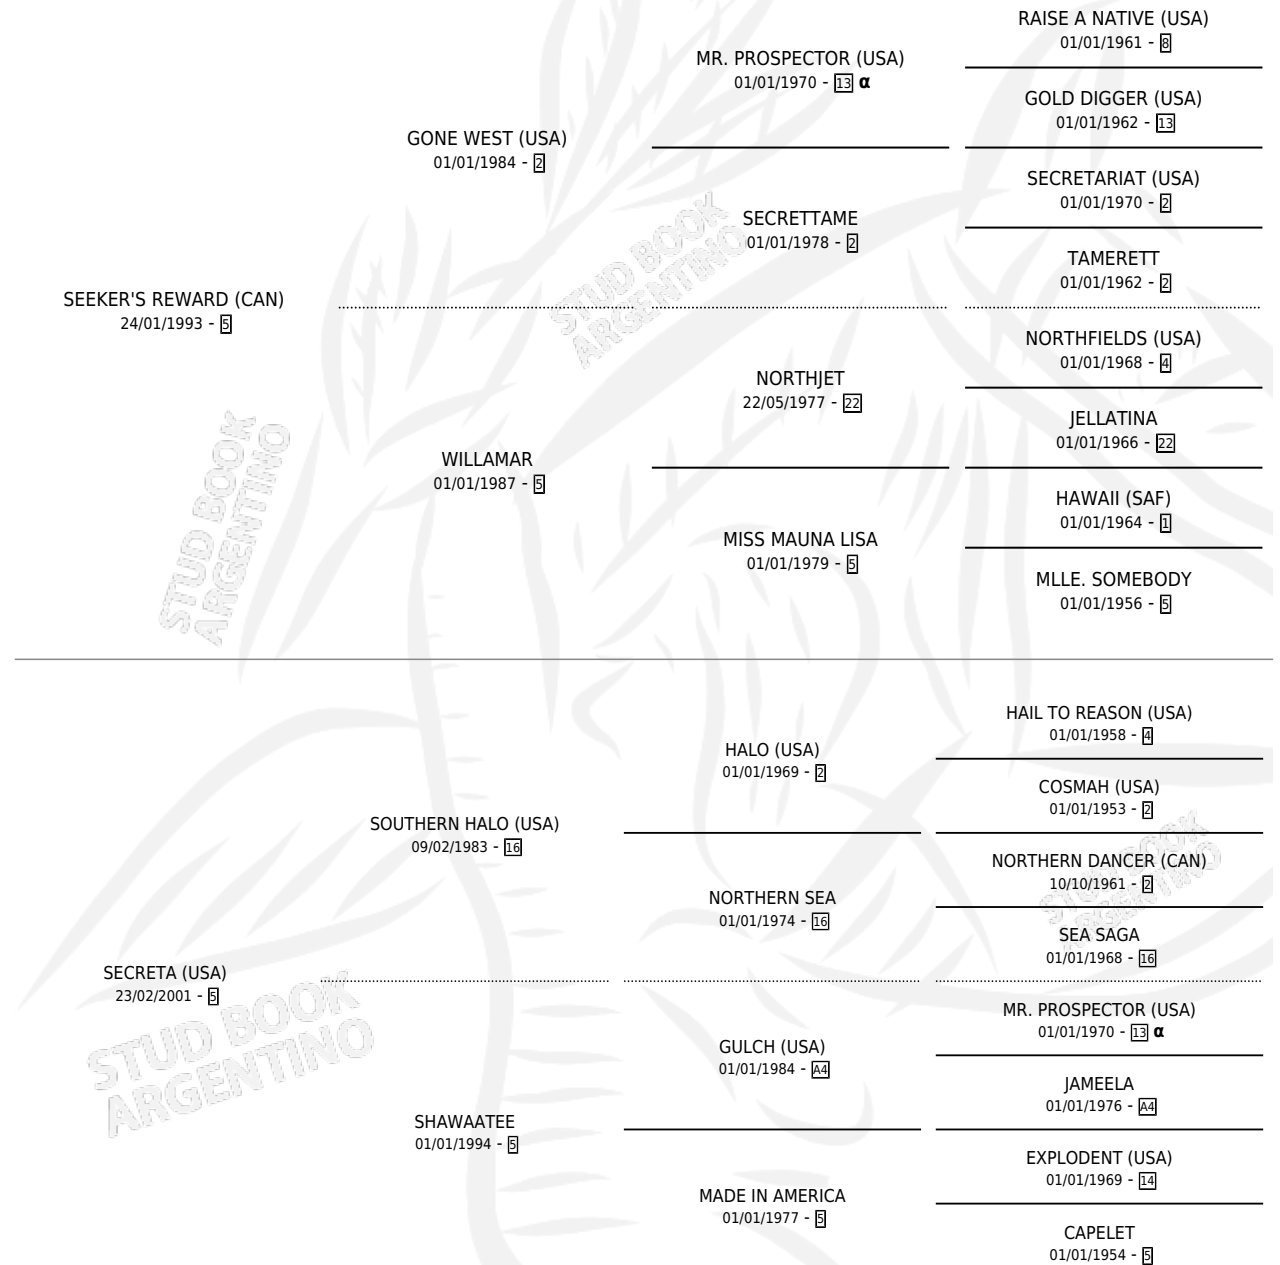 RAISE A NATIVE (USA)
01/01/1961 - 8
MR. PROSPECTOR (USA)
01/01/1970 - 13 α
GOLD DIGGER (USA)
01/01/1962 - 13
GONE WEST (USA)
01/01/1984 - 2
SECRETARIAT (USA)
01/01/1970 - 2
SECRETTAME
01/01/1978 - 2
TAMERETT
01/01/1962 - 2
STUD BOOK
ARGENTINO
SEEKER'S REWARD (CAN)
24/01/1993 - 5
NORTHFIELDS (USA)
01/01/1968 - 4
NORTHJET
22/05/1977 - 22
JELLATINA
01/01/1966 - 22
WILLAMAR
01/01/1987 - 5
HAWAII (SAF)
01/01/1964 - 1
MISS MAUNA LISA
01/01/1979 - 5
MLLE. SOMEBODY
01/01/1956 - 5
STUD BOOK
ARGENTINO
HAIL TO REASON (USA)
01/01/1958 - 4
HALO (USA)
01/01/1969 - 2
COSMAH (USA)
01/01/1953 - 2
SOUTHERN HALO (USA)
09/02/1983 - 16
NORTHERN DANCER (CAN)
10/10/1961 - 2
NORTHERN SEA
01/01/1974 - 16
SEA SAGA
01/01/1968 - 16
STUD BOOK
ARGENTINO
SECRETA (USA)
23/02/2001 - 5
MR. PROSPECTOR (USA)
01/01/1970 - 13 α
GULCH (USA)
01/01/1984 - A4
JAMEELA
01/01/1976 - A4
SHAWAATEE
01/01/1994 - 5
EXPLODENT (USA)
01/01/1969 - 14
MADE IN AMERICA
01/01/1977 - 5
CAPELET
01/01/1954 - 5
STUD BOOK
ARGENTINO